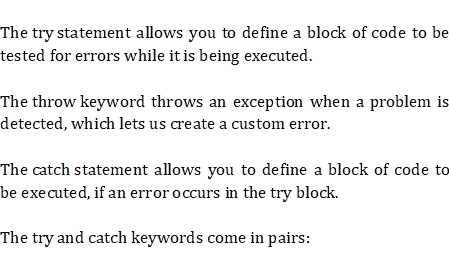 The try statement allows you to define a block of code to be
tested for errors while it is being executed.
The throw keyword throws an exception when a problem is
detected, which lets us create a custom error.
The catch statement allows you to define a block of code to
be executed, if an error occurs in the try block.
The try and catch keywords come in pairs: